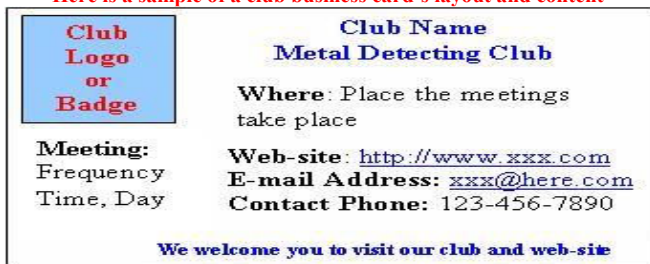 Here is a sample of a club business card's layout and content
Club
Logo
or
Badge
Club Name
Metal Detecting Club
Where: Place the meetings
take place
Meeting:
Frequency
Time, Day
Web-site: http://www.xxx.com
E-mail Address: xxx@here.com
Contact Phone: 123-456-7890
We welcome you to visit our club and web-site